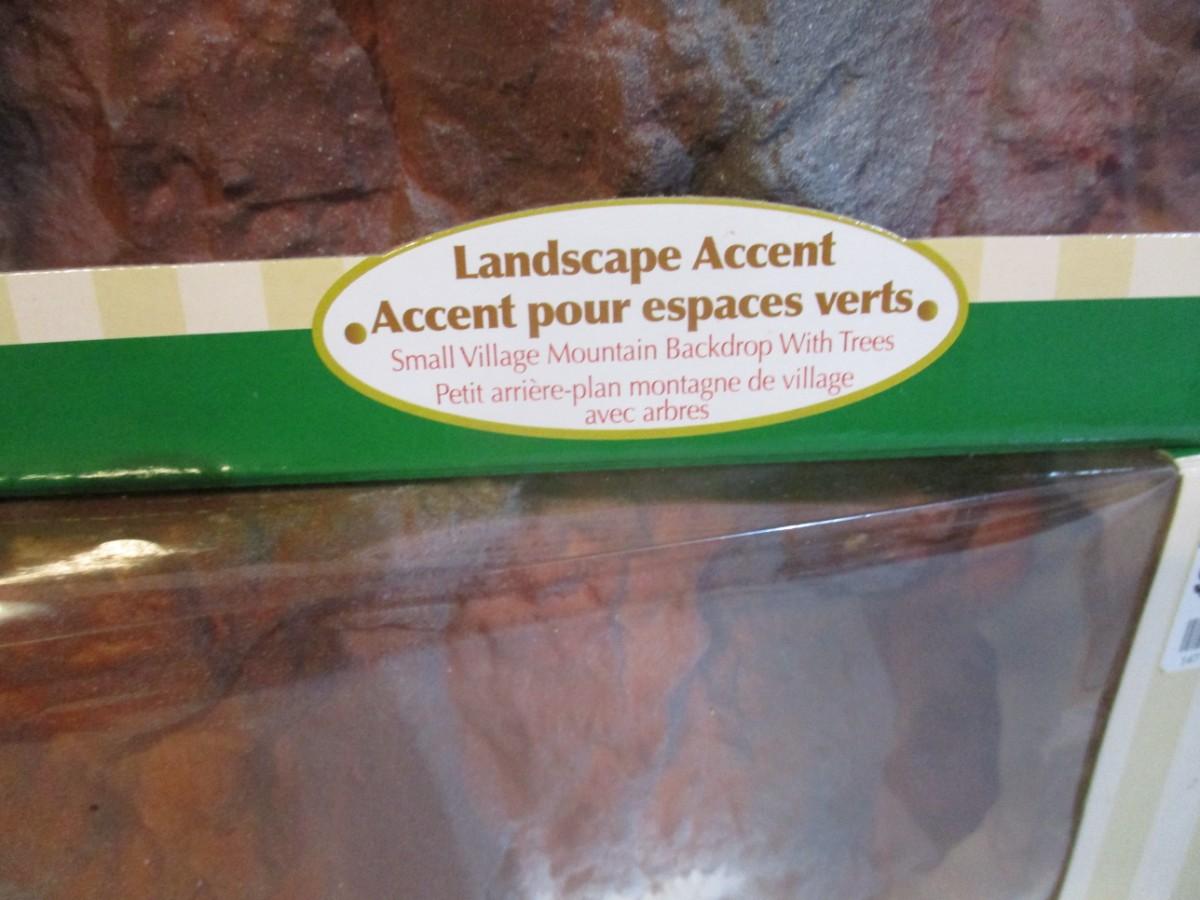 Landscape Accent
Accent pour espaces verts
Small Village Mountain Backdrop With Trees
Petit arrière-plan montagne de village
avec arbres